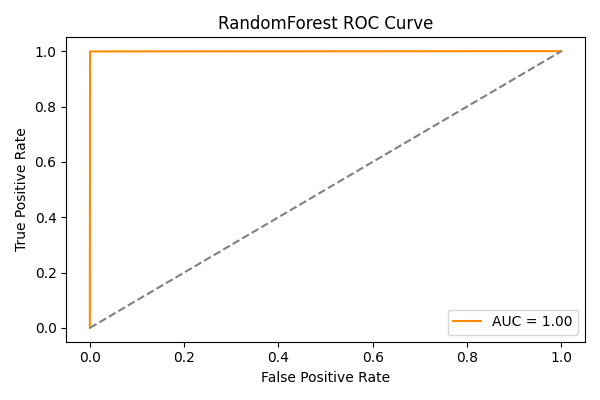 RandomForest ROC Curve
True Positive Rate
1.0
0.8
0.6
0.4
0.2
0.0
AUC = 1.00
0.0 0.2 0.4 0.6 0.8 1.0
False Positive Rate